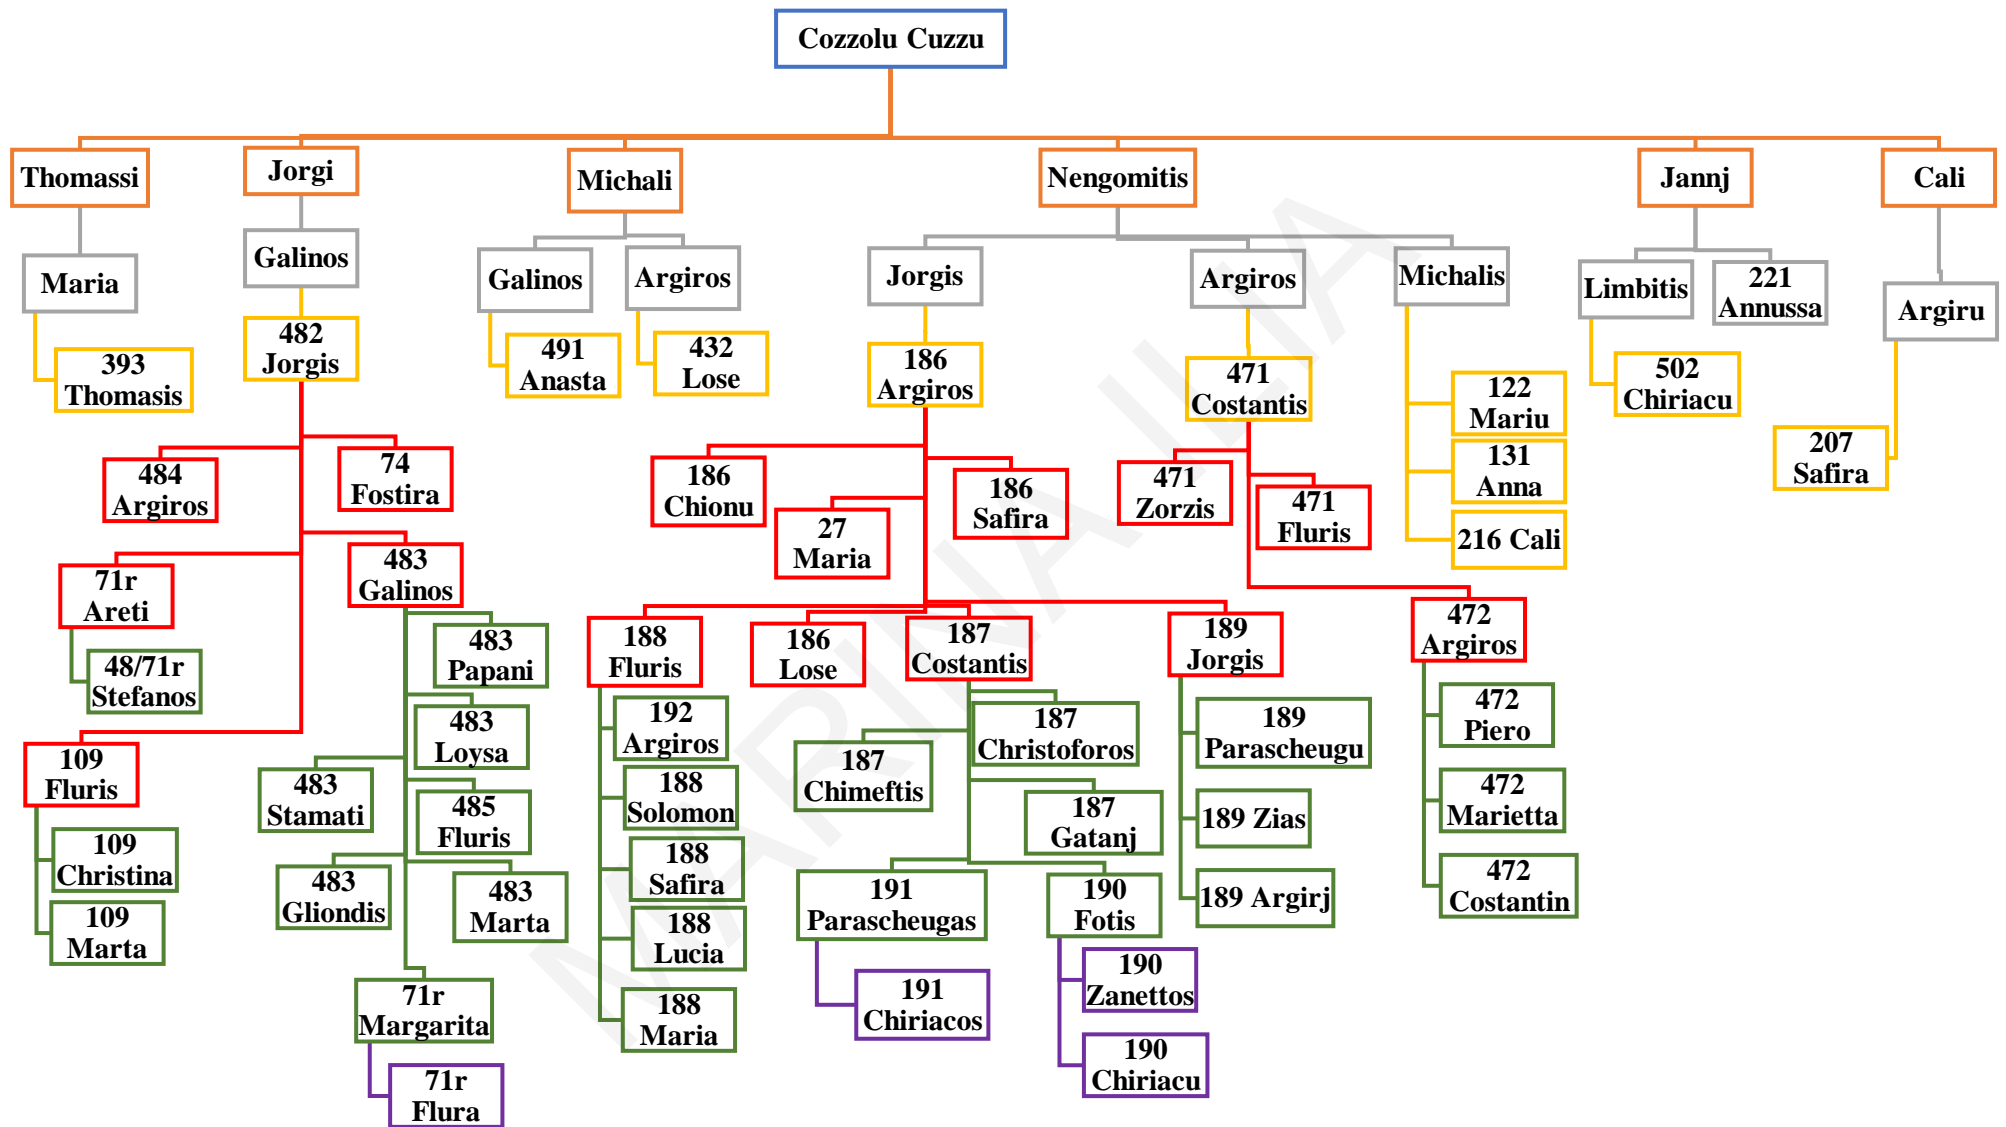 Cozzolu Cuzzu
Thomassi
Jorgi
Michali
Nengomitis
Jannj
Cali
Maria
Galinos
Galinos
Argiros
Jorgis
Argiros
Michalis
Limbitis
221
Annussa
Argiru
393
Thomasis
482
Jorgis
491
Anasta
432
Lose
186
Argiros
471
Costantis
122
Mariu
131
Anna
216 Cali
502
Chiriacu
207
Safira
484
Argiros
74
Fostira
71r
Areti
483
Galinos
109
Fluris
186
Chionu
27
Maria
186
Safira
188
Fluris
186
Lose
187
Costantis
189
Jorgis
471
Zorzis
471
Fluris
472
Argiros
48/71r
Stefanos
109
Christina
109
Marta
483
Papani
483
Loysa
483
Stamati
485
Fluris
483
Gliondis
483
Marta
71r
Margarita
192
Argiros
188
Solomon
188
Safira
188
Lucia
188
Maria
187
Christoforos
187
Chimeftis
187
Gatanj
191
Parascheugas
190
Fotis
189
Parascheugu
189 Zias
189 Argirj
472
Piero
472
Marietta
472
Costantin
71r
Flura
191
Chiriacos
190
Zanettos
190
Chiriacu
MARINA ILIA